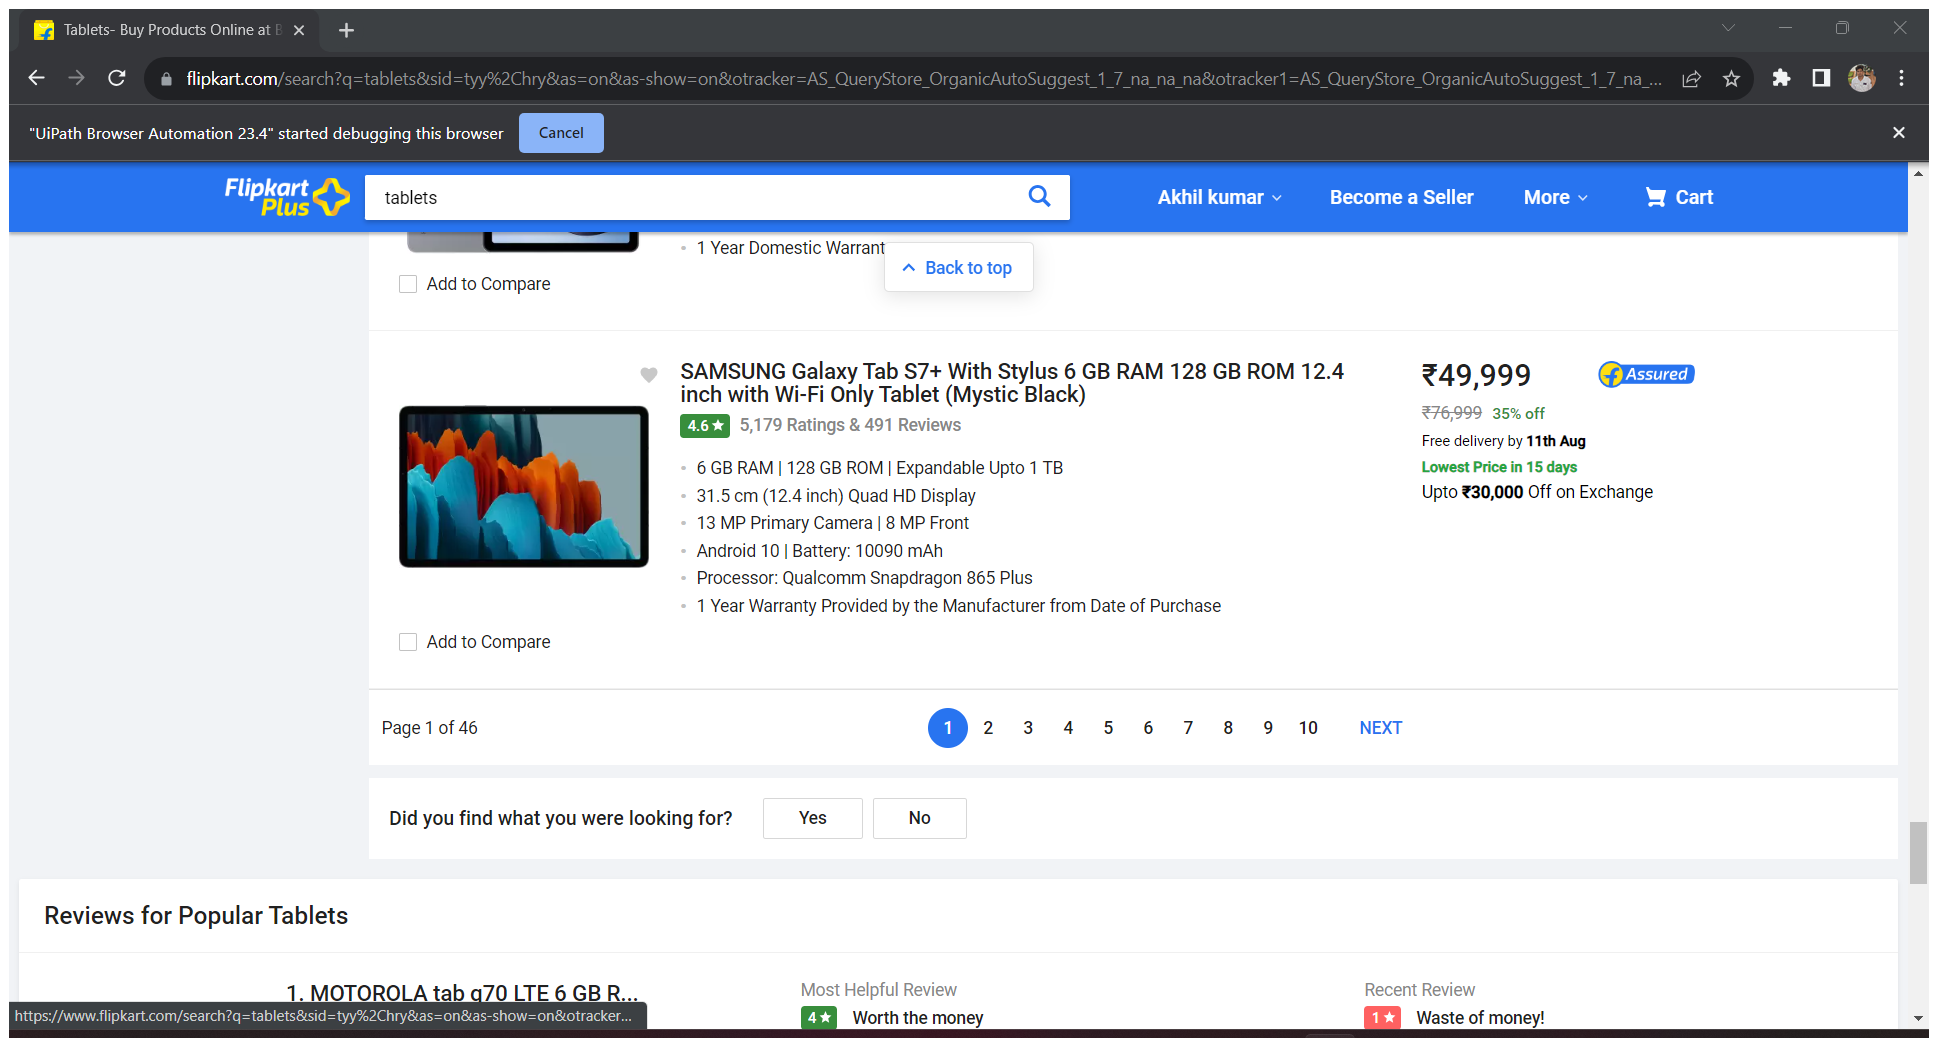 Tablets- Buy Products Online at B
flipkart.com/search?q=tablets&sid=tyy%2Chry&as=on&as-show=on&otracker=AS_QueryStore_OrganicAutoSuggest_1_7_na_na_na&otracker1=AS_QueryStore_OrganicAutoSuggest_1_7_na_...
"UiPath Browser Automation 23.4" started debugging this browser Cancel
Flipkart
Plus
tablets
Akhil kumar Become a Seller More Cart
1 Year Domestic Warrant
Back to top
Add to Compare
SAMSUNG Galaxy Tab S7+ With Stylus 6 GB RAM 128 GB ROM 12.4
inch with Wi-Fi Only Tablet (Mystic Black)
4.6★ 5,179 Ratings & 491 Reviews
6 GB RAM | 128 GB ROM | Expandable Upto 1 TB
31.5 cm (12.4 inch) Quad HD Display
13 MP Primary Camera | 8 MP Front
Android 10 | Battery: 10090 mAh
Processor: Qualcomm Snapdragon 865 Plus
1 Year Warranty Provided by the Manufacturer from Date of Purchase
₹49,999
Assured
₹76,999 35% off
Free delivery by 11th Aug
Lowest Price in 15 days
Upto ₹30,000 Off on Exchange
Add to Compare
Page 1 of 46
1 2 3 4 5 6 7 8 9 10 NEXT
Did you find what you were looking for? Yes No
Reviews for Popular Tablets
1. MOTOROLA tab g70 LTE 6 GB R...
Most Helpful Review
4★ Worth the money
Recent Review
1★ Waste of money!
https://www.flipkart.com/search?q=tablets&sid=tyy%2Chry&as=on&as-show=on&otracker...